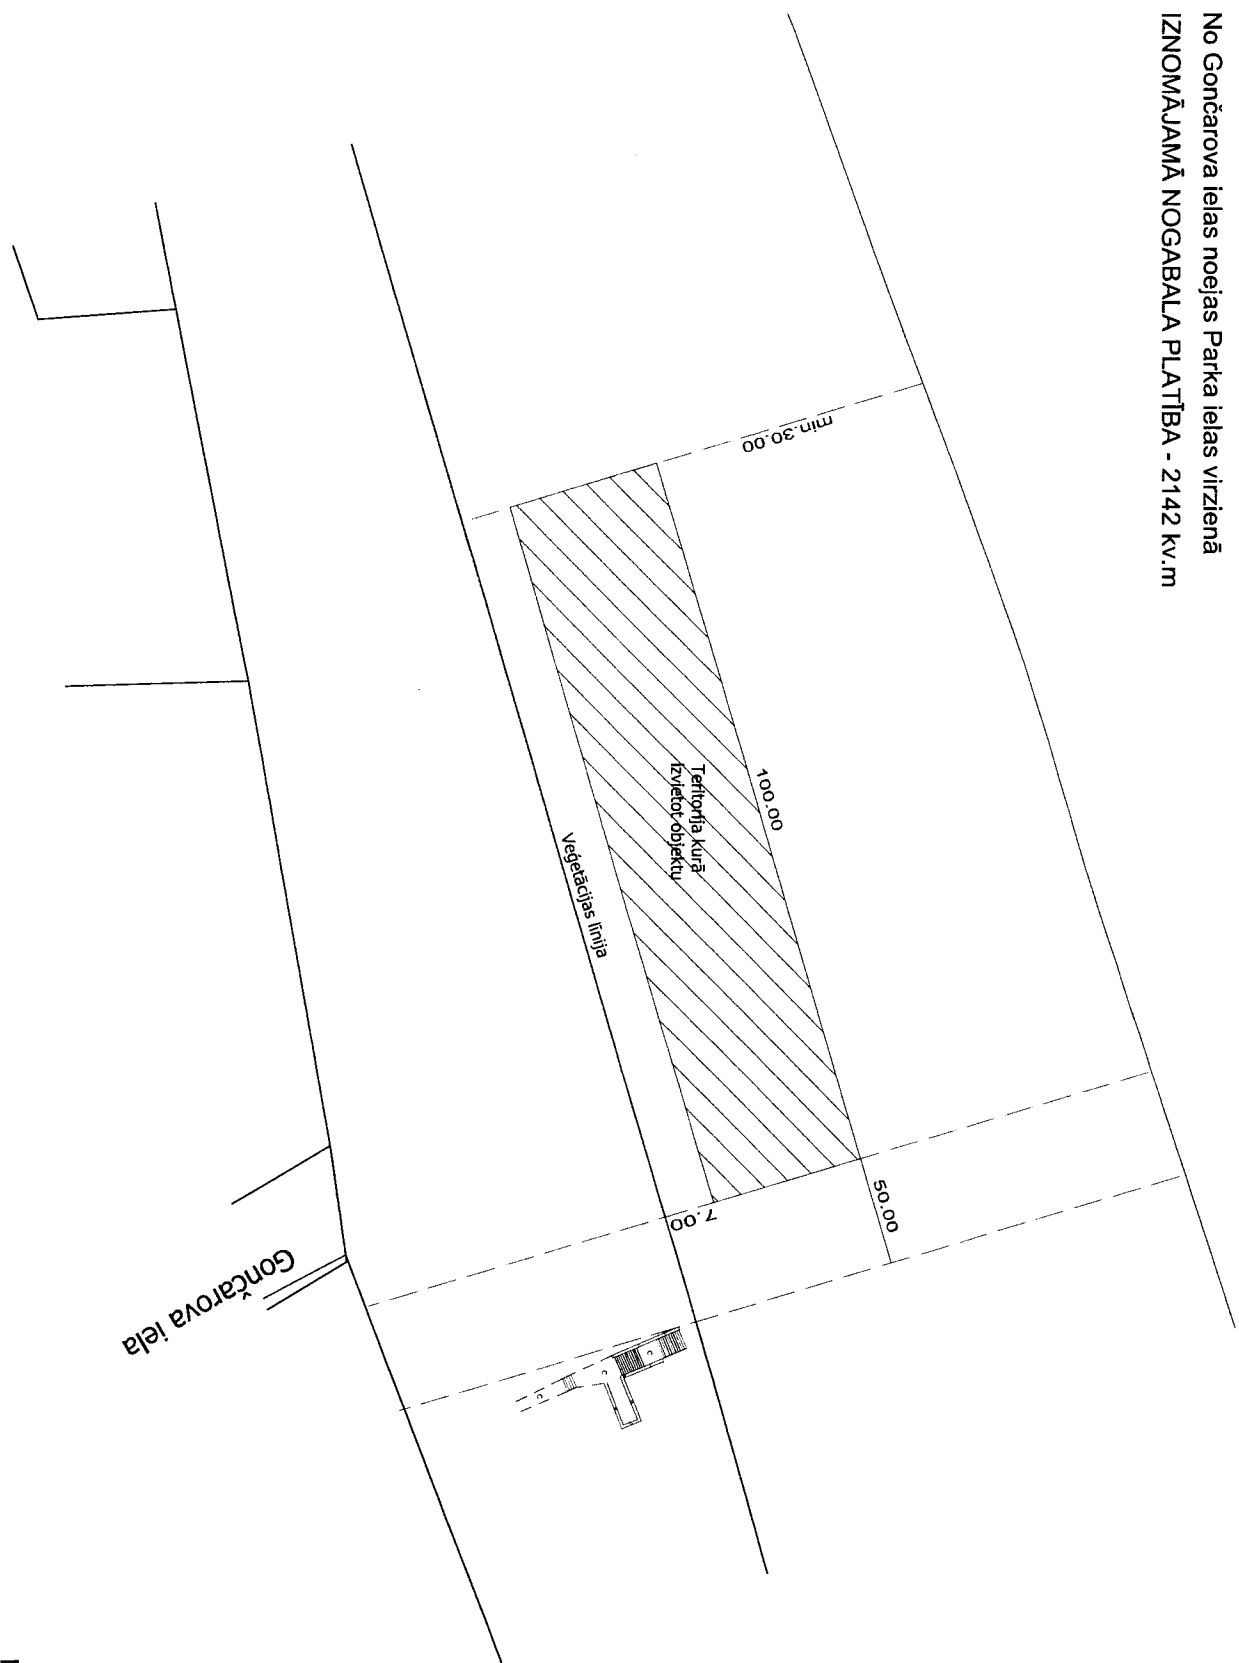 No Gončarova ielas noejas Parka ielas virzienā
IZNOMĀJAMĀ NOGABALA PLATĪBA - 2142 kv.m
min.30.00
100.00
Teritorija kurā
Izvietot objektu
Veģetācijas līnija
50.00
7.00
Gončarova iela